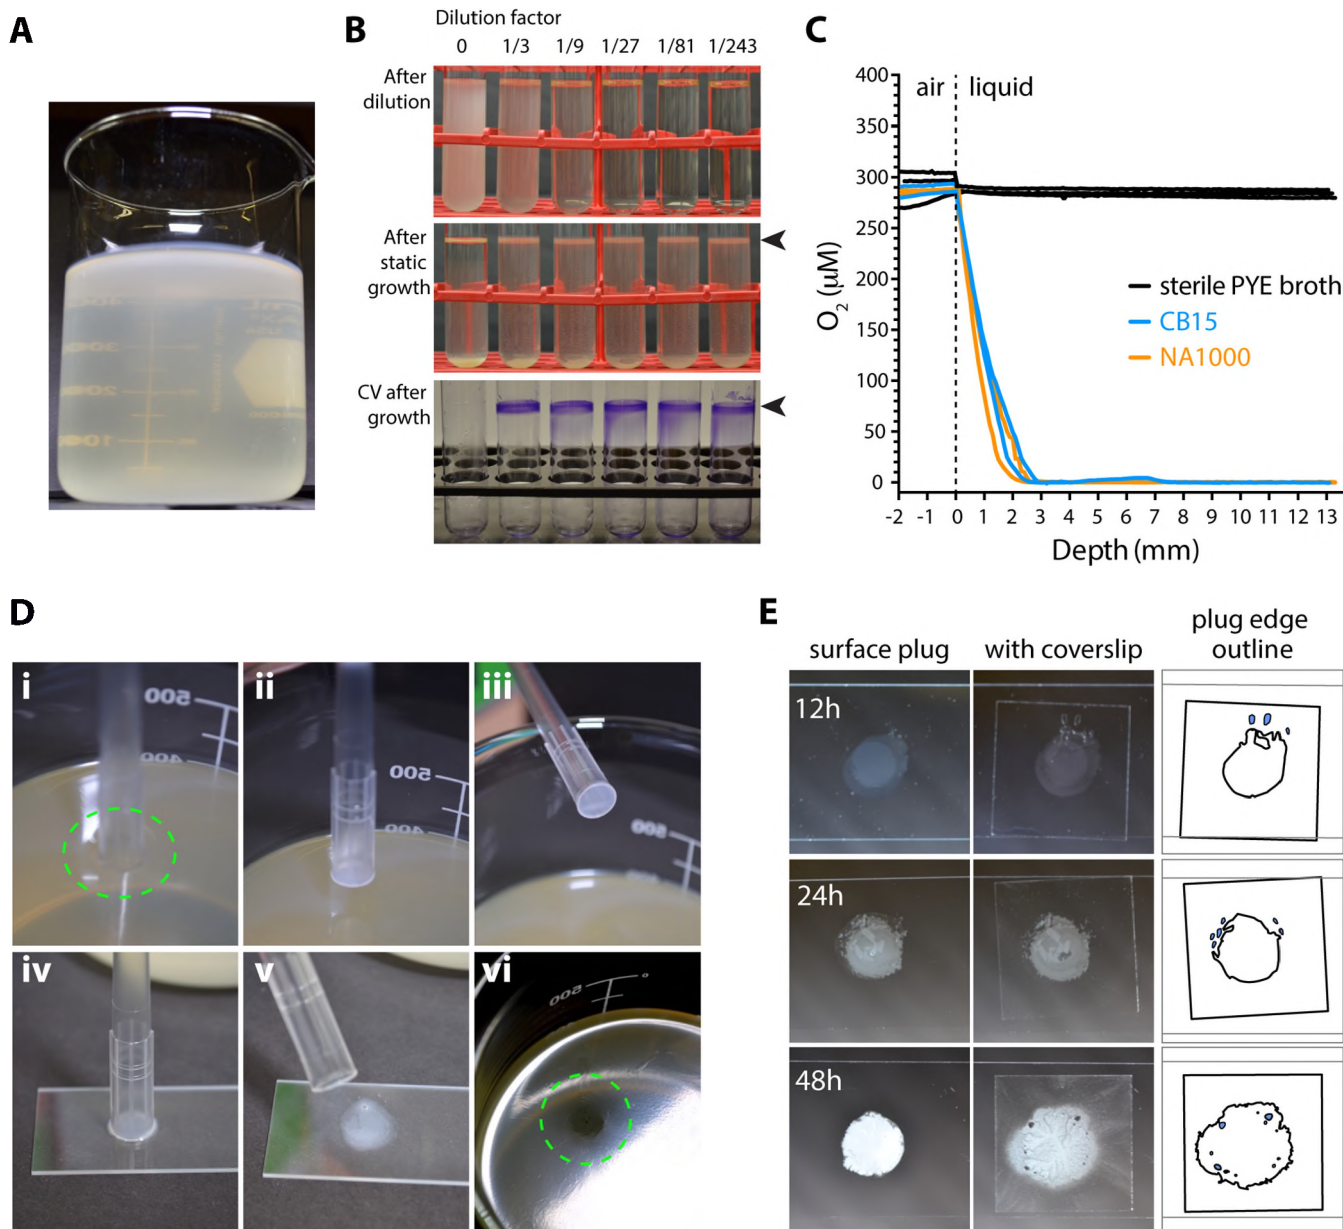 A
B
Dilution factor
0 1/3 1/9 1/27 1/81 1/243
After
dilution
After
static
growth
CV after
growth
C
400
350
300
250
200
150
100
50
0
O2 (µM)
air liquid
sterile PYE broth
CB15
NA1000
-2 -1 0 1 2 3 4 5 6 7 8 9 10 11 12 13
Depth (mm)
D
i
500
400
ii
500
400
iii
500
iv
v
vi
500
E
surface plug
with coverslip
plug edge
outline
12h
24h
48h